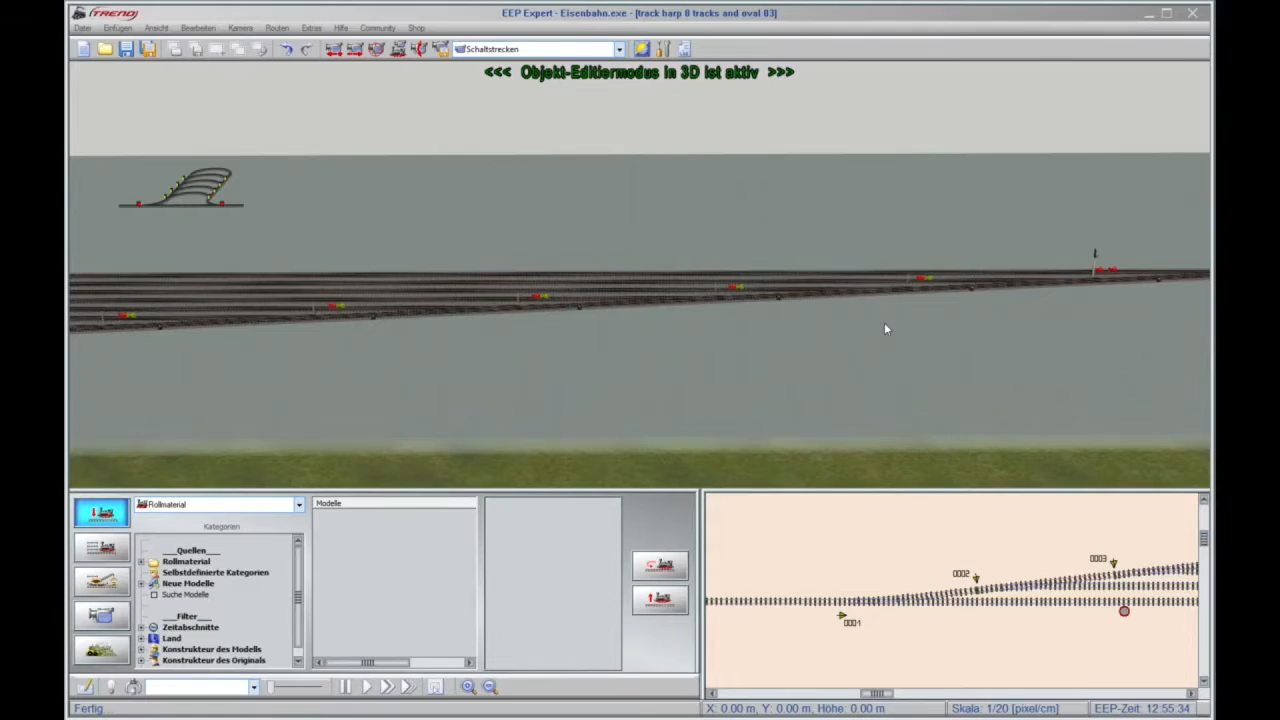 TREND
EEP Expert - Eisenbahn.exe - [track harp 8 tracks and oval 03]
Datei Einfügen Ansicht Bearbeiten Kamera Routen Extras Hilfe Community Shop
Schaltstrecken
<<< Objekt-Editiermodus in 3D ist aktiv >>>
Rollmaterial
Kategorien
__Quellen__
Rollmaterial
Selbstdefinierte Kategorien
Neue Modelle
Suche Modelle
__Filter__
Zeitabschnitte
Land
Konstrukteur des Modells
Konstrukteur des Originals
Modelle
0003
0002
0001
Fertig
X: 0.00 m, Y: 0.00 m, Höhe: 0.00 m
Skala: 1/20 [pixel/cm]
EEP-Zeit: 12:55:34